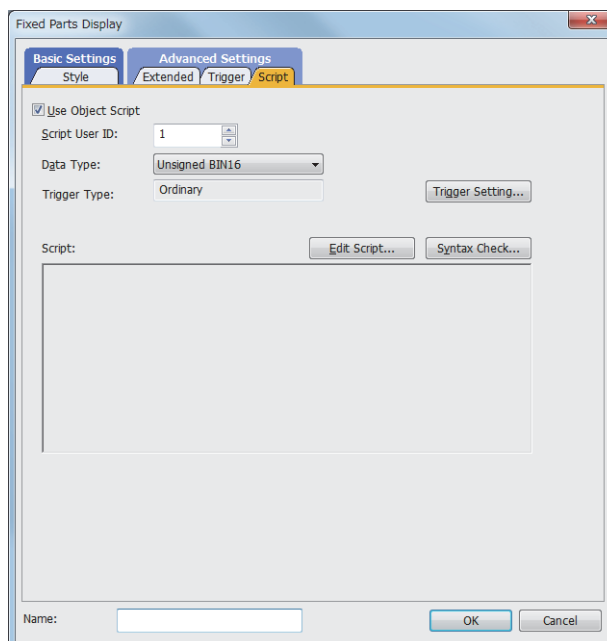 Fixed Parts Display
Basic Settings Advanced Settings
Style Extended Trigger Script
Use Object Script
Script User ID: 1
Data Type: Unsigned BIN16
Trigger Type: Ordinary Trigger Setting...
Script: Edit Script... Syntax Check...
Name: OK Cancel